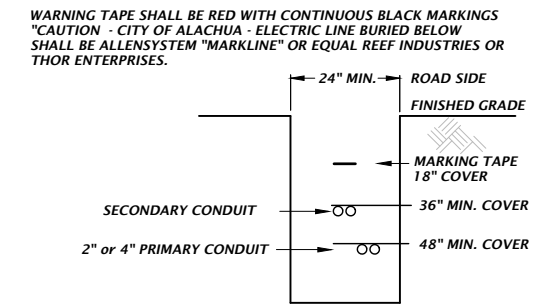 WARNING TAPE SHALL BE RED WITH CONTINUOUS BLACK MARKINGS
"CAUTION - CITY OF ALACHUA - ELECTRIC LINE BURIED BELOW
SHALL BE ALLENSYSTEM "MARKLINE" OR EQUAL REEF INDUSTRIES OR
THOR ENTERPRISES.
24" MIN. ROAD SIDE
FINISHED GRADE
MARKING TAPE
18" COVER
SECONDARY CONDUIT 36" MIN. COVER
2" or 4" PRIMARY CONDUIT 48" MIN. COVER